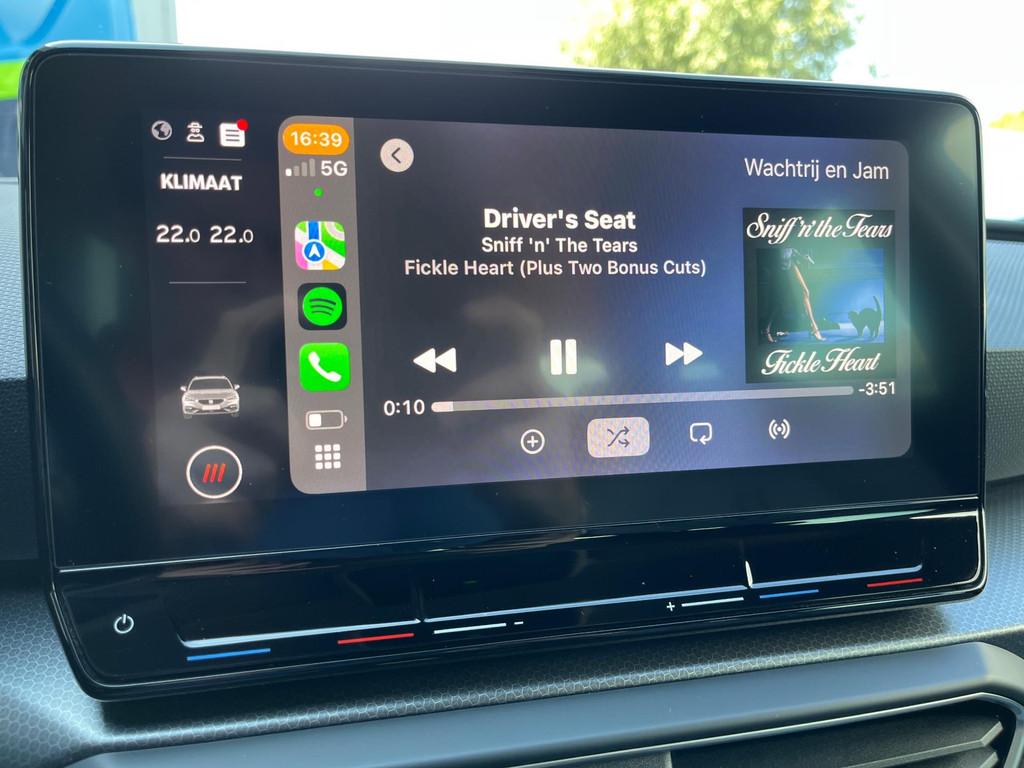 KLIMAAT
22.0 22.0
16:39
5G
Wachtrij en Jam
Driver's Seat
Sniff 'n' The Tears
Fickle Heart (Plus Two Bonus Cuts)
Sniff 'n' the Tears
Fickle Heart
0:10
-3:51
- +